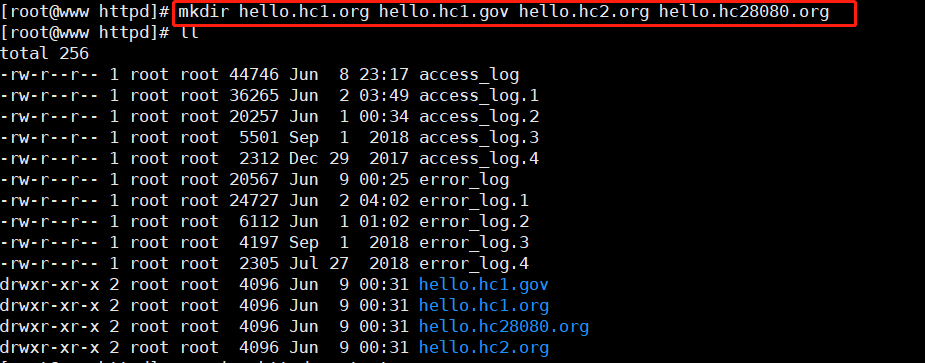 [root@www httpd]# mkdir hello.hc1.org hello.hc1.gov hello.hc2.org hello.hc28080.org
[root@www httpd]# ll
total 256
-rw-r--r-- 1 root root 44746 Jun  8 23:17 access_log
-rw-r--r-- 1 root root 36265 Jun  2 03:49 access_log.1
-rw-r--r-- 1 root root 20257 Jun  1 00:34 access_log.2
-rw-r--r-- 1 root root  5501 Sep  1  2018 access_log.3
-rw-r--r-- 1 root root  2312 Dec 29  2017 access_log.4
-rw-r--r-- 1 root root 20567 Jun  9 00:25 error_log
-rw-r--r-- 1 root root 24727 Jun  2 04:02 error_log.1
-rw-r--r-- 1 root root  6112 Jun  1 01:02 error_log.2
-rw-r--r-- 1 root root  4197 Sep  1  2018 error_log.3
-rw-r--r-- 1 root root  2305 Jul 27  2018 error_log.4
drwxr-xr-x 2 root root  4096 Jun  9 00:31 hello.hc1.gov
drwxr-xr-x 2 root root  4096 Jun  9 00:31 hello.hc1.org
drwxr-xr-x 2 root root  4096 Jun  9 00:31 hello.hc28080.org
drwxr-xr-x 2 root root  4096 Jun  9 00:31 hello.hc2.org